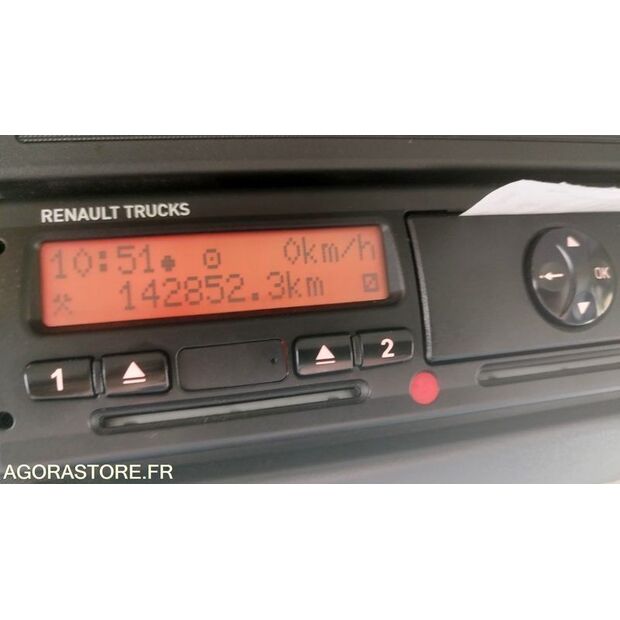 RENAULT TRUCKS
10:51 0km/h
142852.3km
OK
1 2
AGORASTORE.FR